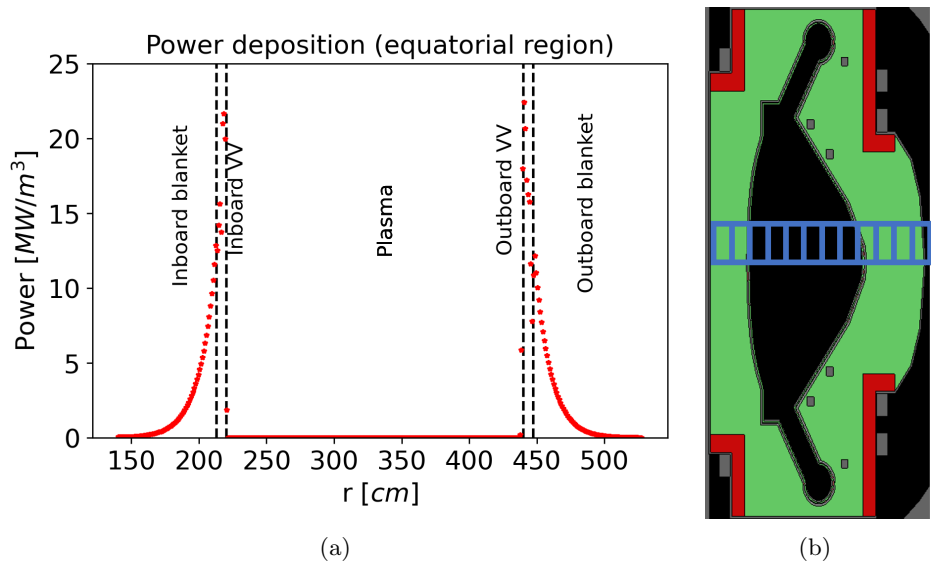 Power deposition (equatorial region)
25
20
15
10
5
0
Power [MW/m³]
Inboard blanket
Inboard VV
Plasma
Outboard VV
Outboard blanket
150 200 250 300 350 400 450 500
r [cm]
(a)
(b)